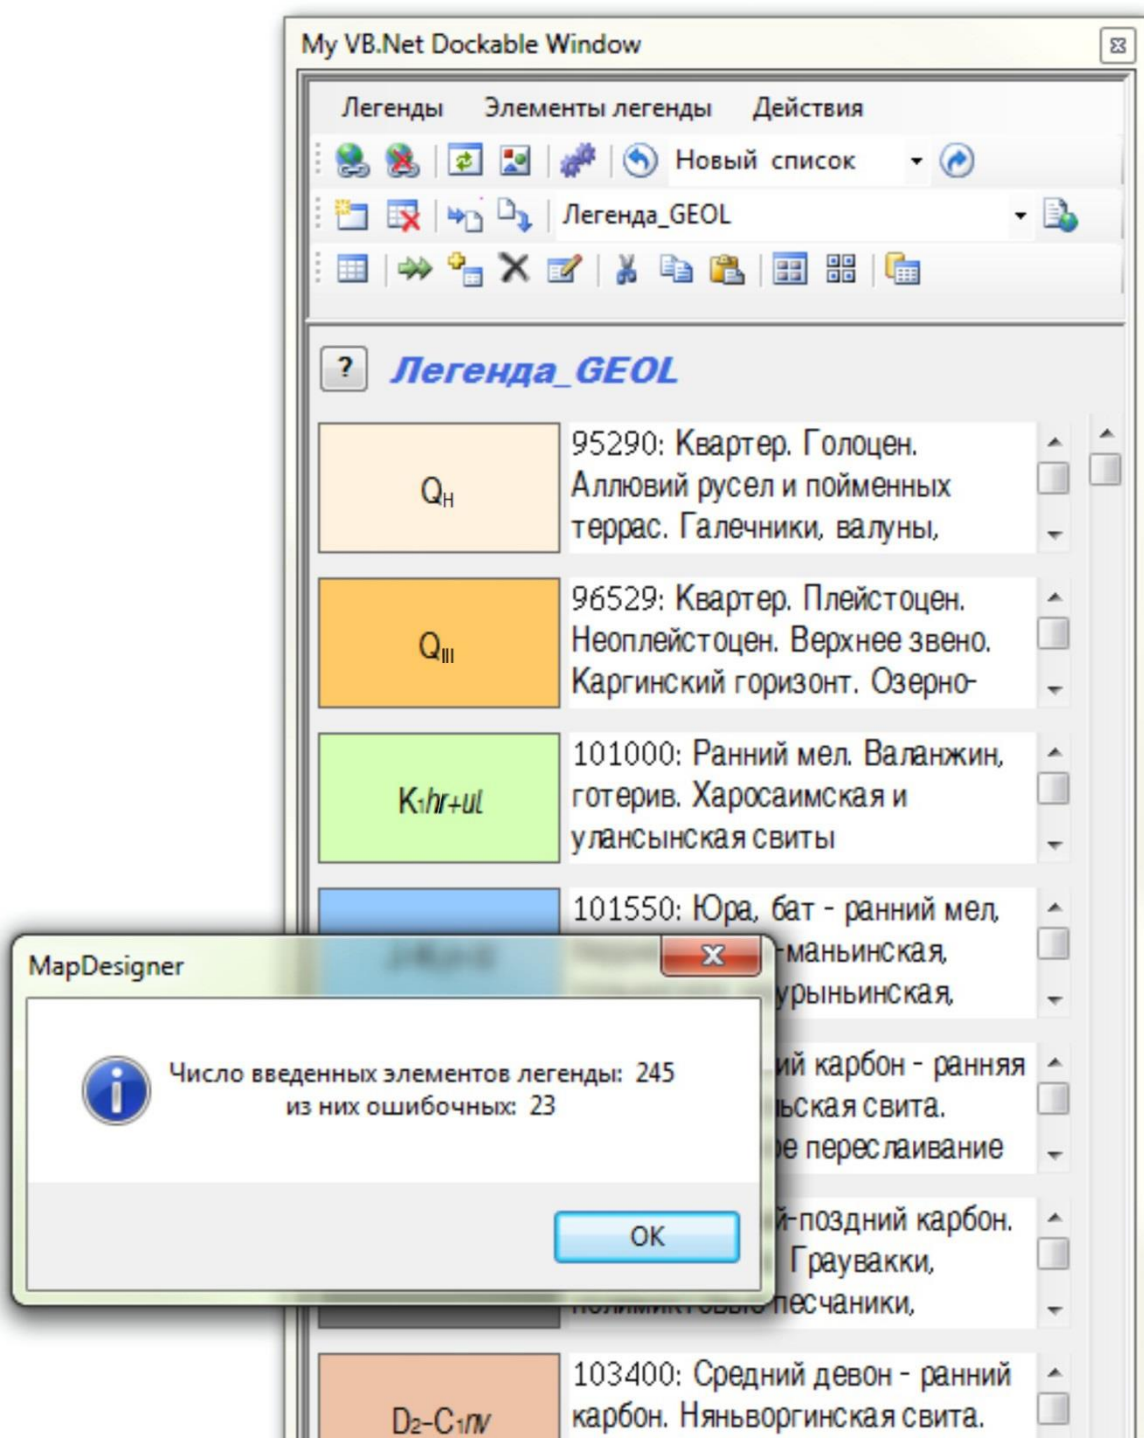 My VB.Net Dockable Window
Легенды Элементы легенды Действия
Новый список
Легенда_GEOL
? Легенда_GEOL
QH
95290: Квартер. Голоцен.
Аллювий русел и пойменных
террас. Галечники, валуны,
QIII
96529: Квартер. Плейстоцен.
Неоплейстоцен. Верхнее звено.
Каргинский горизонт. Озерно-
K1hr+ul
101000: Ранний мел. Валанжин,
готерив. Харосаимская и
улансынская свиты
101550: Юра, бат - ранний мел,
-маньинская,
урыньинская,
MapDesigner
Число введенных элементов легенды: 245
из них ошибочных: 23
OK
карбон - ранняя
свита.
переслаивание
-поздний карбон.
Граувакки,
песчаники,
D2-C1nv
103400: Средний девон - ранний
карбон. Няньворгинская свита.